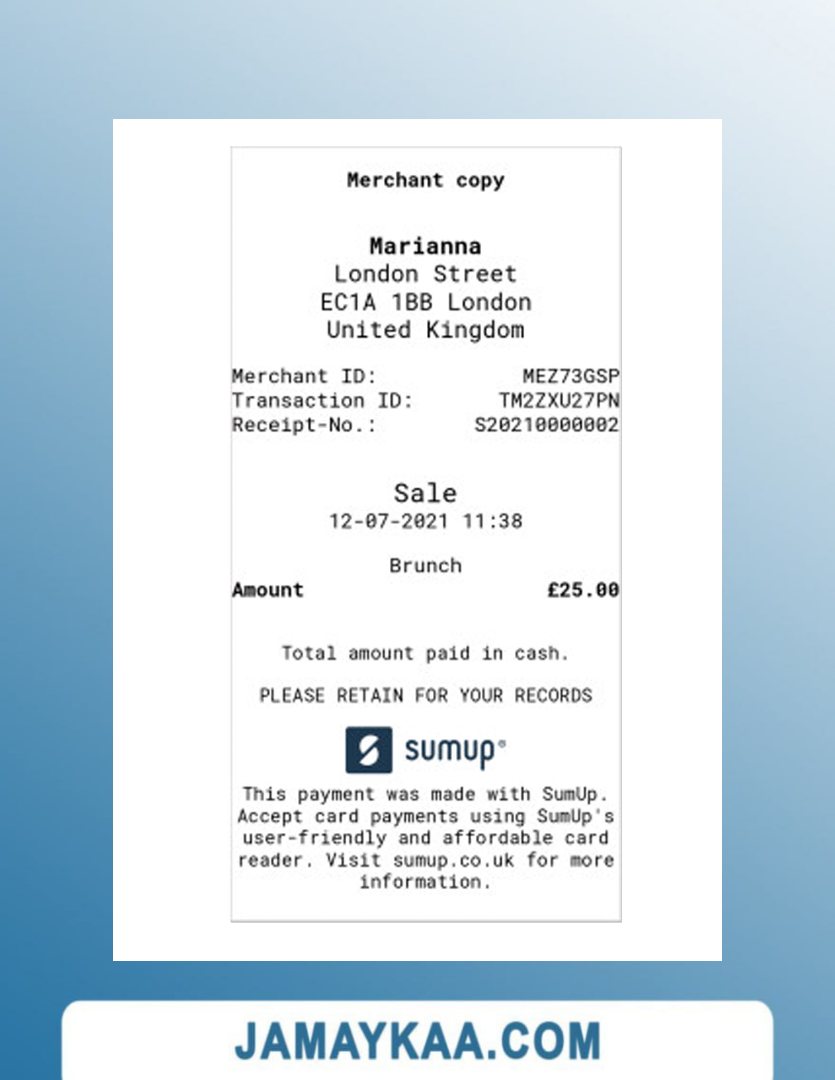 Merchant copy
Marianna
London Street
EC1A 1BB London
United Kingdom
Merchant ID: MEZ73GSP
Transaction ID: TM2ZXU27PN
Receipt-No.: S20210000002
Sale
12-07-2021 11:38
Brunch
Amount £25.00
Total amount paid in cash.
PLEASE RETAIN FOR YOUR RECORDS
sumup®
This payment was made with SumUp.
Accept card payments using SumUp's
user-friendly and affordable card
reader. Visit sumup.co.uk for more
information.
JAMAYKAA.COM